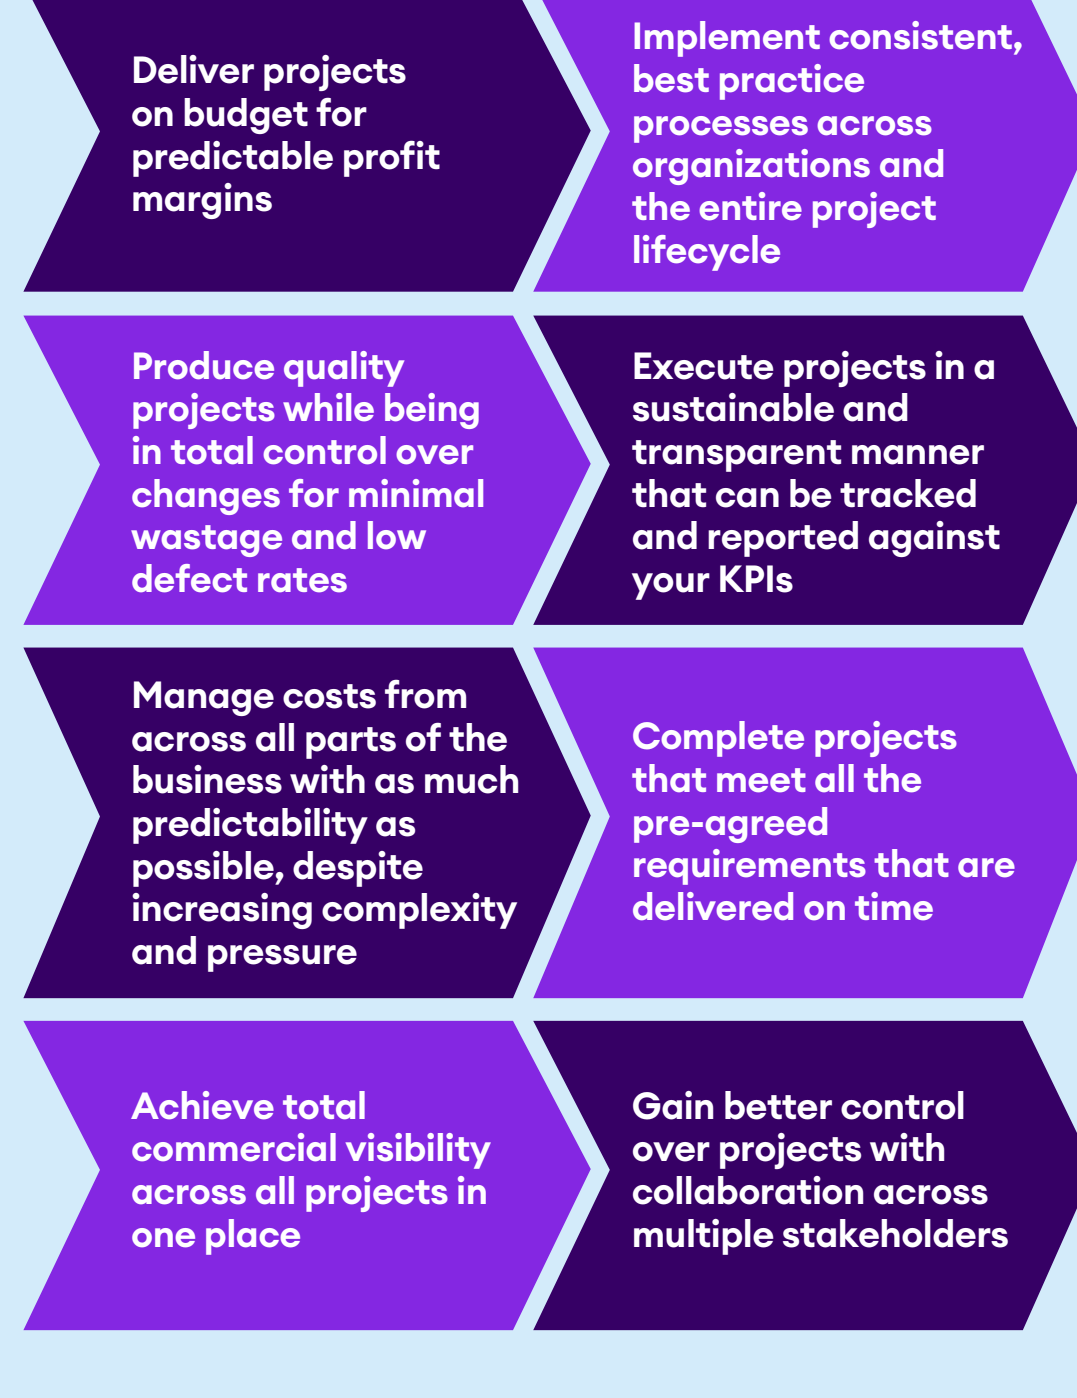 Deliver projects
on budget for
predictable profit
margins
Implement consistent,
best practice
processes across
organizations and
the entire project
lifecycle
Produce quality
projects while being
in total control over
changes for minimal
wastage and low
defect rates
Execute projects in a
sustainable and
transparent manner
that can be tracked
and reported against
your KPIs
Manage costs from
across all parts of the
business with as much
predictability as
possible, despite
increasing complexity
and pressure
Complete projects
that meet all the
pre-agreed
requirements that are
delivered on time
Achieve total
commercial visibility
across all projects in
one place
Gain better control
over projects with
collaboration across
multiple stakeholders